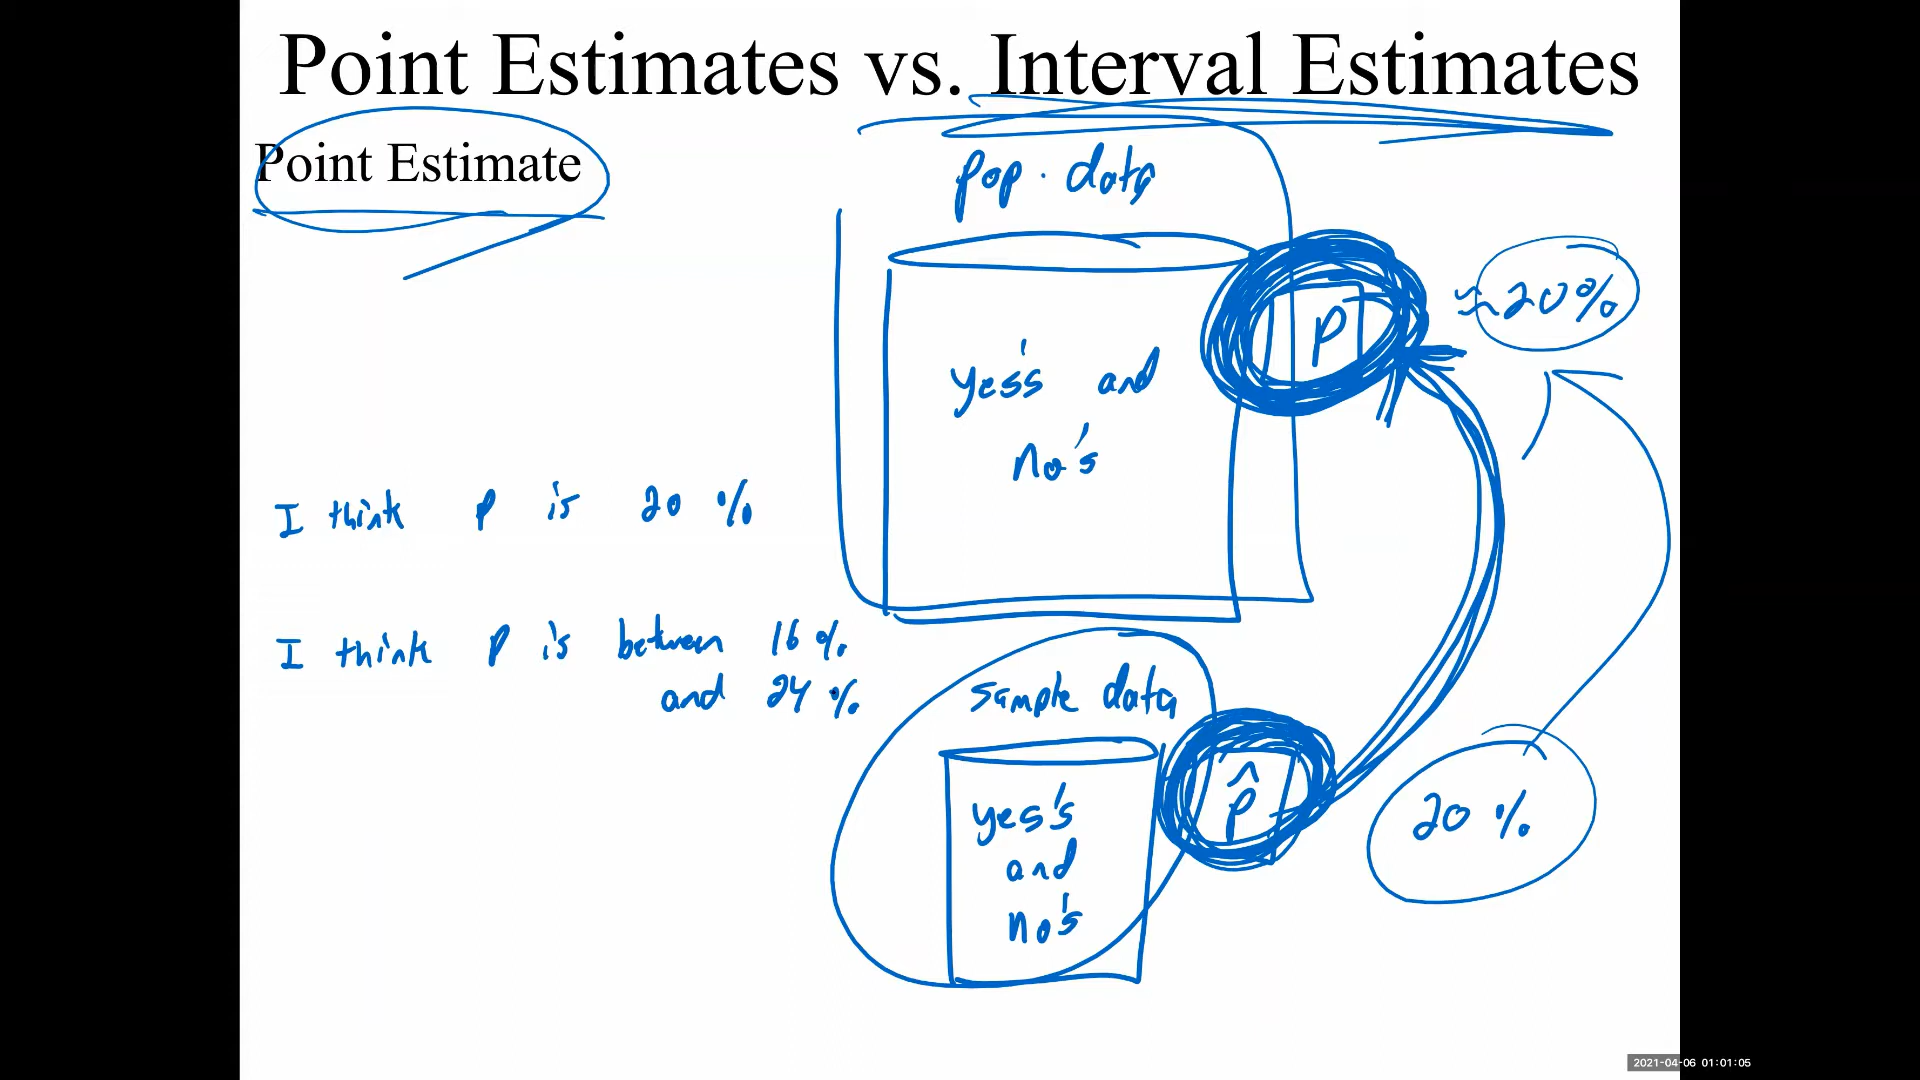 Point Estimates vs. Interval Estimates
Point Estimate
pop. data
p
≈20%
yes's and
no's
I think p is 20%
I think p is between 16%
and 24%
sample data
p̂
20%
yes's
and
no's
2021-04-06 01:01:05